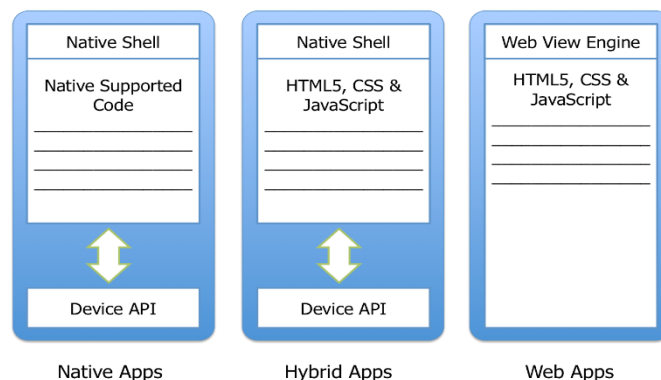 Native Shell
Native Supported
Code
Device API
Native Apps
Native Shell
HTML5, CSS &
JavaScript
Device API
Hybrid Apps
Web View Engine
HTML5, CSS &
JavaScript
Web Apps